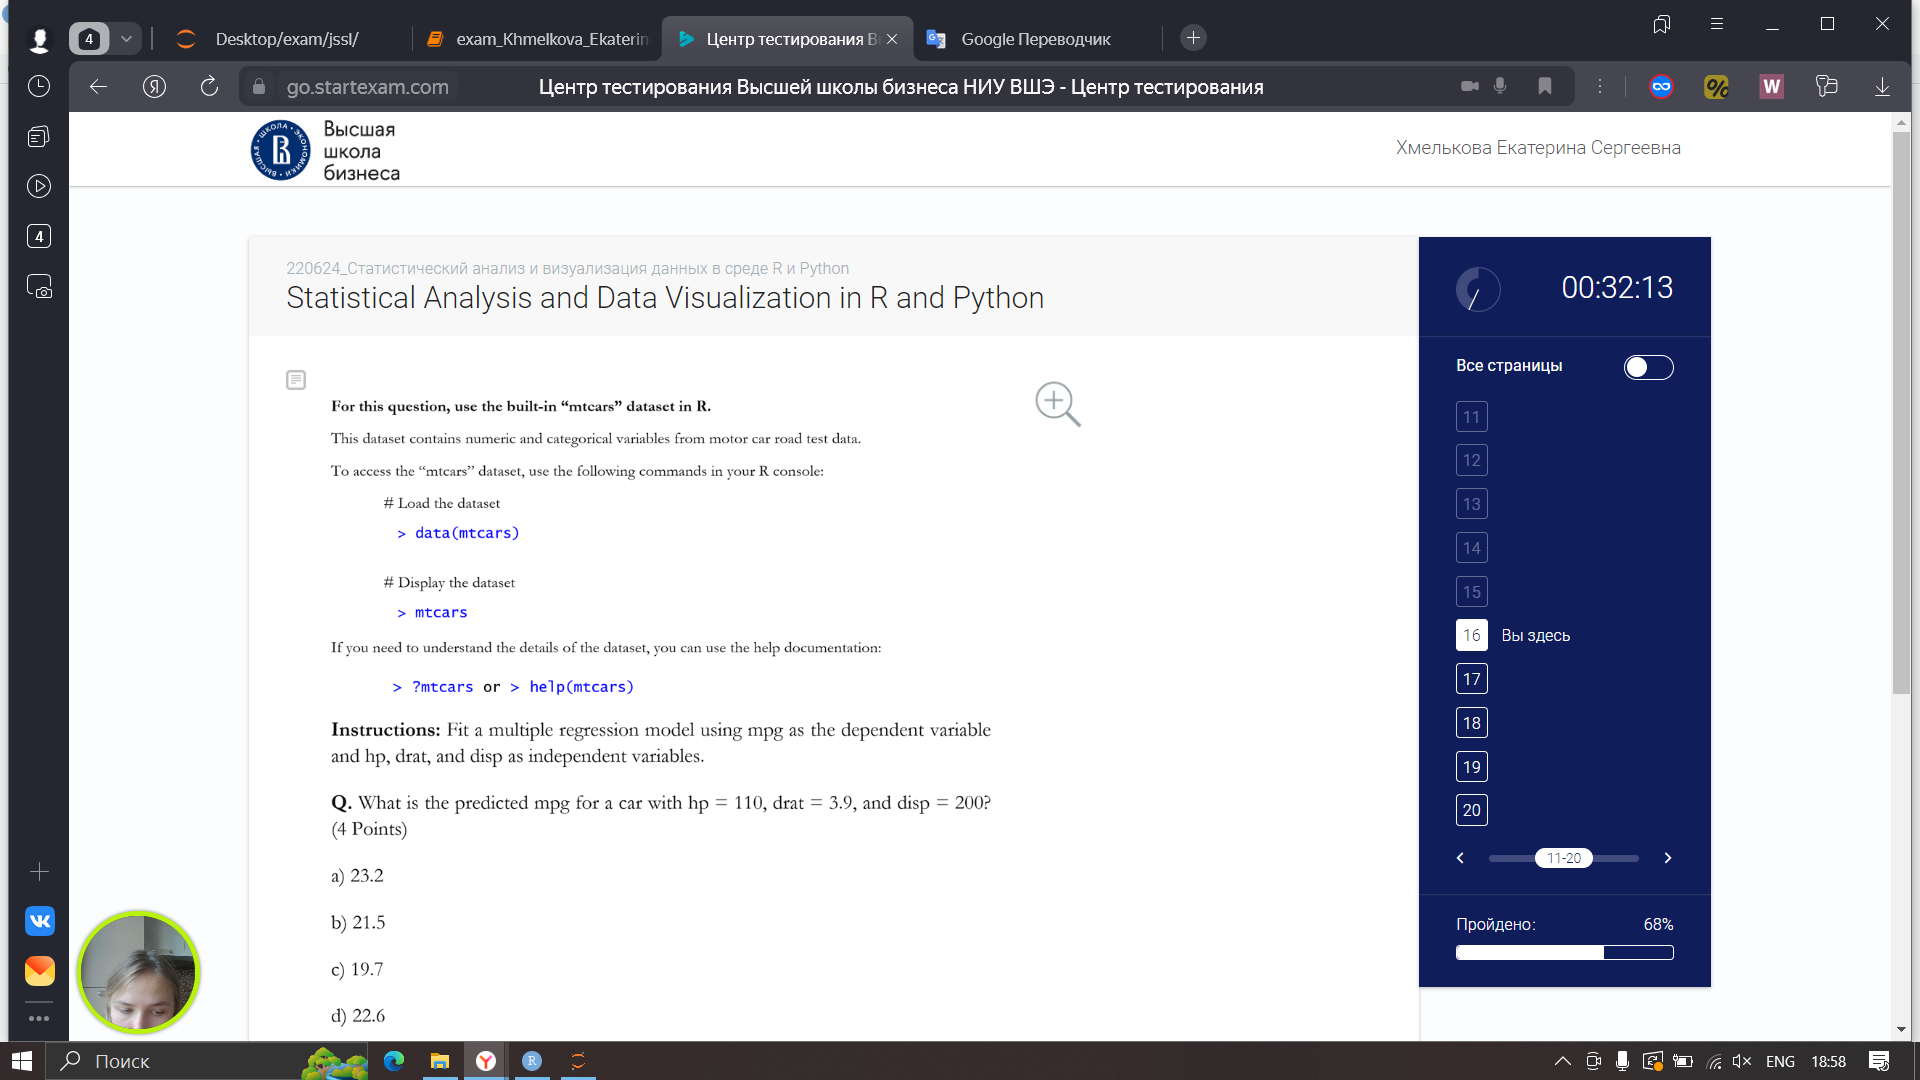 4
Desktop/exam/jssl/
exam_Khmelkova_Ekaterin
Центр тестирования В
Google Переводчик
go.startexam.com
Центр тестирования Высшей школы бизнеса НИУ ВШЭ - Центр тестирования
W
4
Высшая
школа
бизнеса
Хмелькова Екатерина Сергеевна
220624_Статистический анализ и визуализация данных в среде R и Python
Statistical Analysis and Data Visualization in R and Python
00:32:13
Все страницы
11
12
13
14
15
16 Вы здесь
17
18
19
20
11-20
Пройдено: 68%
For this question, use the built-in “mtcars” dataset in R.
This dataset contains numeric and categorical variables from motor car road test data.
To access the “mtcars” dataset, use the following commands in your R console:
# Load the dataset
> data(mtcars)
# Display the dataset
> mtcars
If you need to understand the details of the dataset, you can use the help documentation:
> ?mtcars or > help(mtcars)
Instructions: Fit a multiple regression model using mpg as the dependent variable
and hp, drat, and disp as independent variables.
Q. What is the predicted mpg for a car with hp = 110, drat = 3.9, and disp = 200?
(4 Points)
a) 23.2
b) 21.5
c) 19.7
d) 22.6
Поиск
ENG
18:58